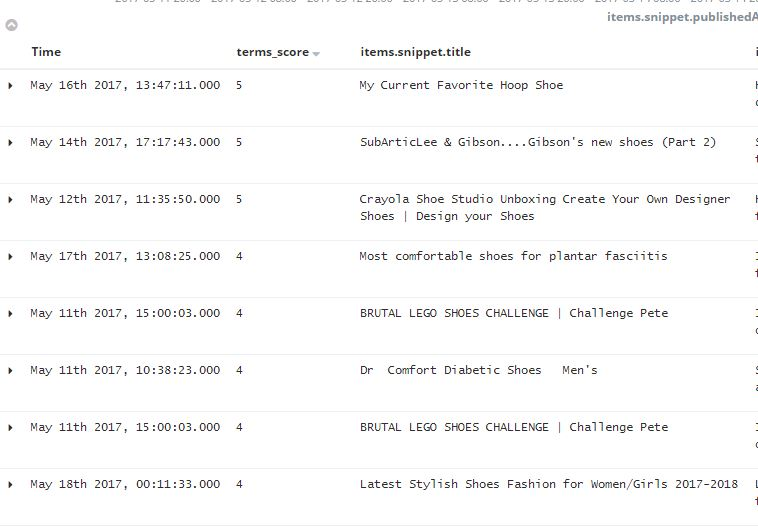 items.snippet.publishedA
Time terms_score items.snippet.title
May 16th 2017, 13:47:11.000 5 My Current Favorite Hoop Shoe
May 14th 2017, 17:17:43.000 5 SubArticLee & Gibson....Gibson's new shoes (Part 2)
May 12th 2017, 11:35:50.000 5 Crayola Shoe Studio Unboxing Create Your Own Designer
Shoes | Design your Shoes
May 17th 2017, 13:08:25.000 4 Most comfortable shoes for plantar fasciitis
May 11th 2017, 15:00:03.000 4 BRUTAL LEGO SHOES CHALLENGE | Challenge Pete
May 11th 2017, 10:38:23.000 4 Dr  Comfort Diabetic Shoes   Men's
May 11th 2017, 15:00:03.000 4 BRUTAL LEGO SHOES CHALLENGE | Challenge Pete
May 18th 2017, 00:11:33.000 4 Latest Stylish Shoes Fashion for Women/Girls 2017-2018